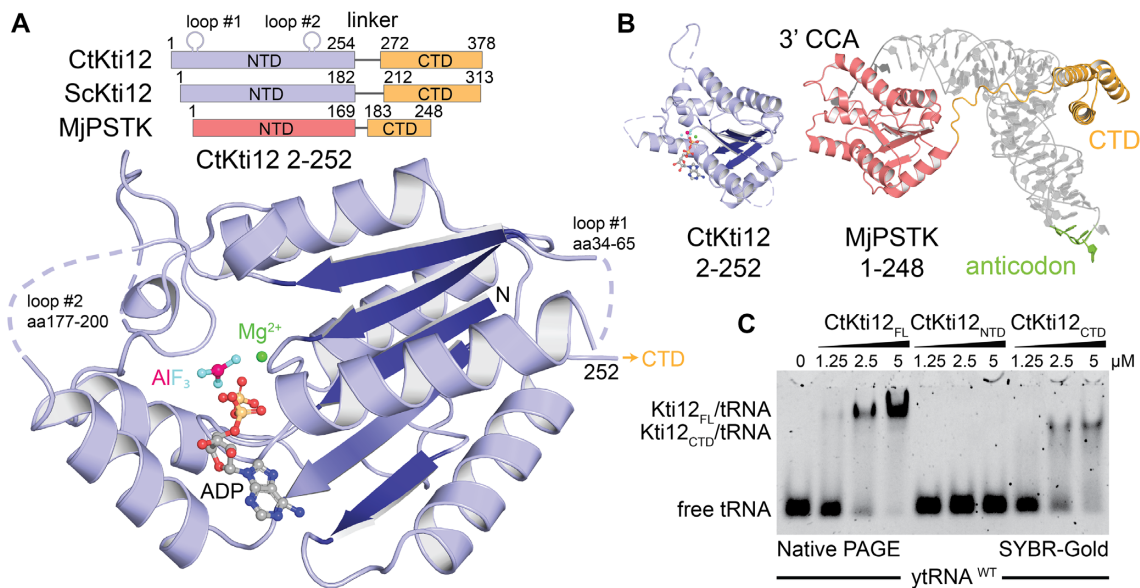 A
loop #1
loop #2
linker
1
254
272
378
CtKti12
NTD
CTD
1
182
212
313
ScKti12
NTD
CTD
1
169
183
248
MjPSTK
NTD
CTD
CtKti12 2-252
loop #1
aa34-65
loop #2
aa177-200
N
Mg²⁺
AlF₃
252
CTD
ADP
B
3' CCA
CTD
CtKti12
2-252
MjPSTK
1-248
anticodon
C
CtKti12FL
CtKti12NTD
CtKti12CTD
0 1.25 2.5 5 1.25 2.5 5 1.25 2.5 5 μM
Kti12FL/tRNA
Kti12CTD/tRNA
free tRNA
Native PAGE
SYBR-Gold
ytRNA WT